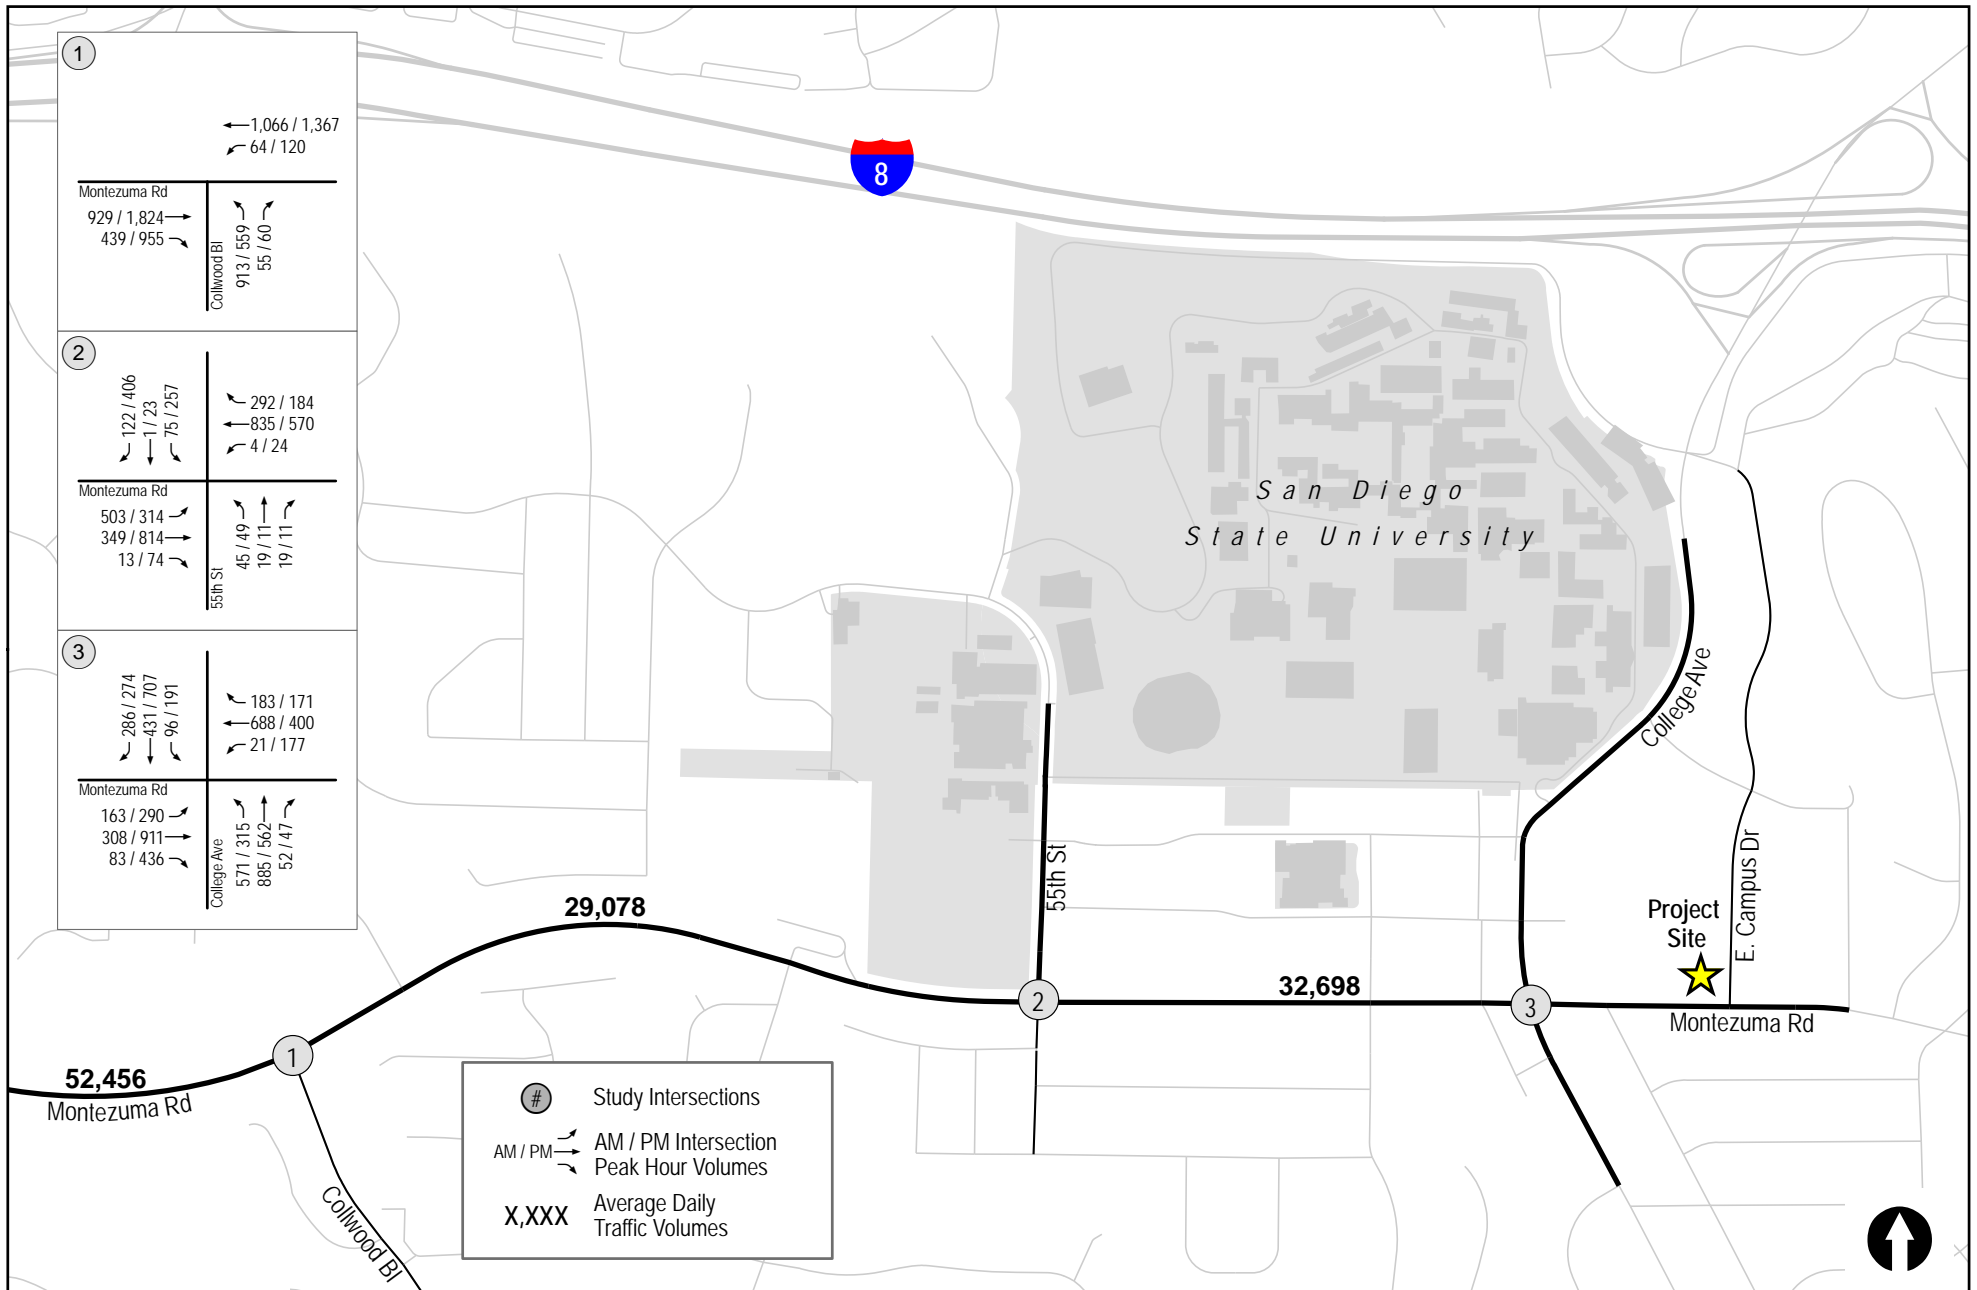 1
1,066 / 1,367
64 / 120
Montezuma Rd
929 / 1,824
439 / 955
Collwood Bl
913 / 559
55 / 60
2
122 / 406
1 / 23
75 / 257
292 / 184
835 / 570
4 / 24
Montezuma Rd
503 / 314
349 / 814
13 / 74
55th St
45 / 49
19 / 11
19 / 11
3
286 / 274
431 / 707
96 / 191
183 / 171
688 / 400
21 / 177
Montezuma Rd
163 / 290
308 / 911
83 / 436
College Ave
571 / 315
885 / 562
52 / 47
8
San Diego
State University
College Ave
55th St
E. Campus Dr
Project
Site
29,078
32,698
2
3
Montezuma Rd
1
52,456
Montezuma Rd
Collwood Bl
# Study Intersections
AM / PM AM / PM Intersection
Peak Hour Volumes
X,XXX Average Daily
Traffic Volumes